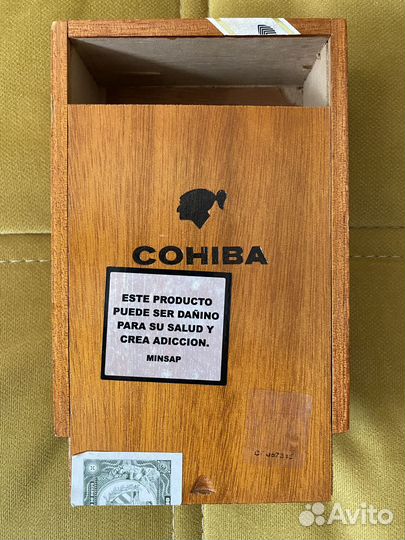 COHIBA
ESTE PRODUCTO
PUEDE SER DAÑINO
PARA SU SALUD Y
CREA ADICCION.
MINSAP
Avito